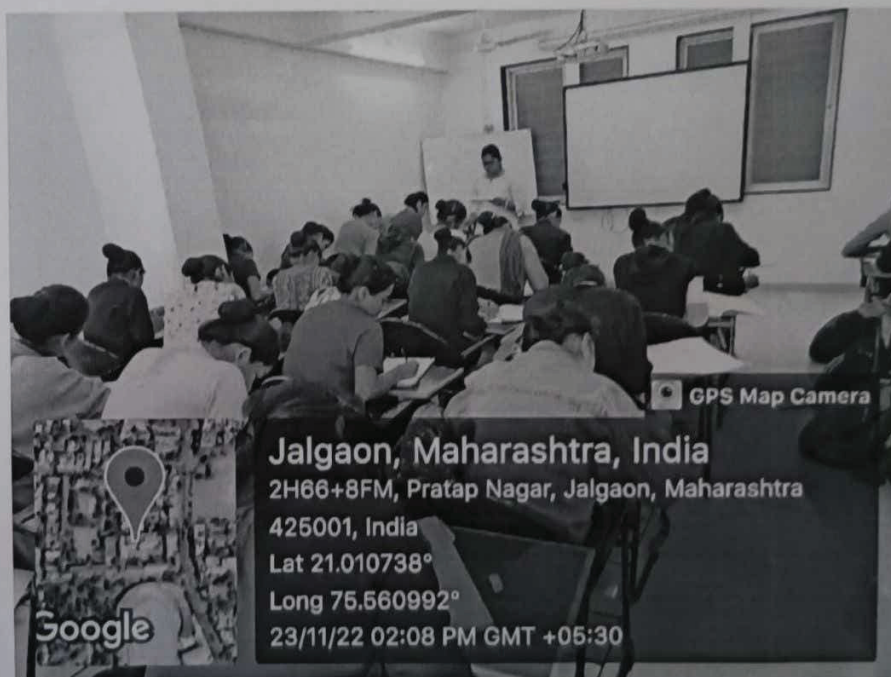 GPS Map Camera
Jalgaon, Maharashtra, India
2H66+8FM, Pratap Nagar, Jalgaon, Maharashtra
425001, India
Lat 21.010738°
Long 75.560992°
23/11/22 02:08 PM GMT +05:30
Google